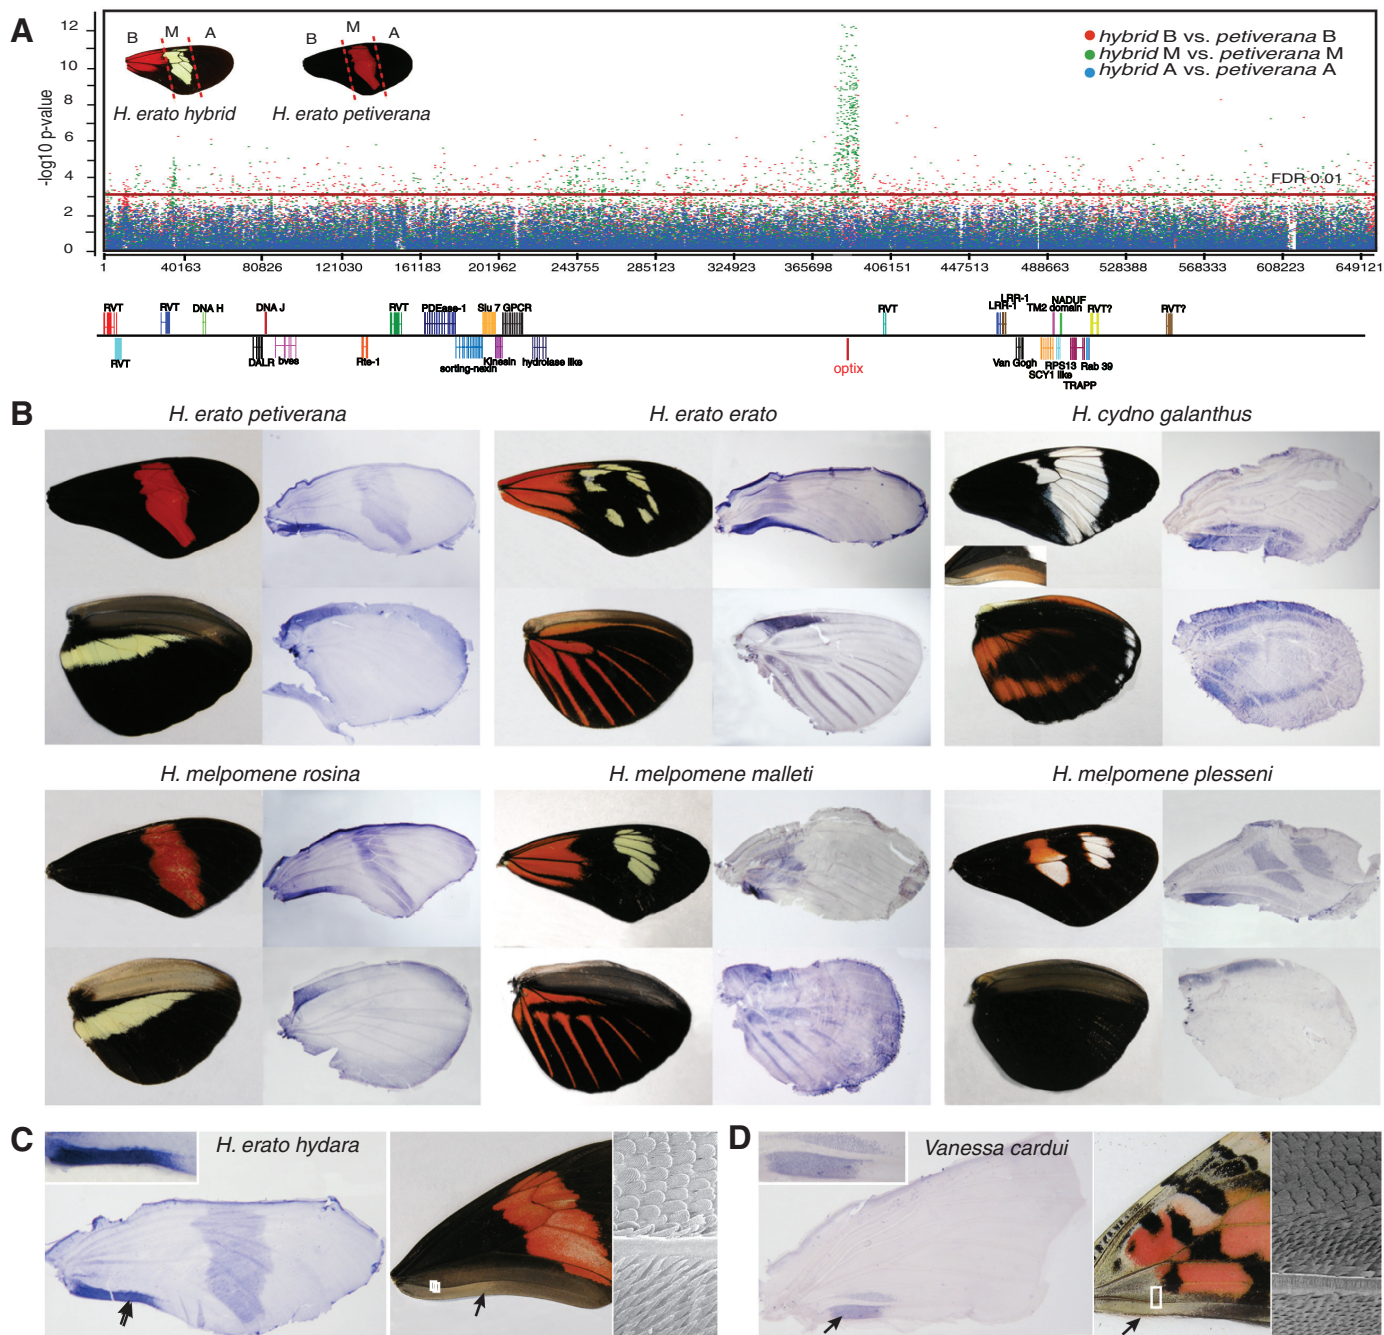 A
B M A
B M A
H. erato hybrid
H. erato petiverana
hybrid B vs. petiverana B
hybrid M vs. petiverana M
hybrid A vs. petiverana A
-log10 p-value
12
10
8
6
4
2
0
FDR 0.01
1 40163 80826 121030 161183 201962 243755 285123 324923 365698 406151 447513 488663 528388 568333 608223 649121
RVT RVT DNA H DNA J RVT PDEase-1 Slu 7 GPCR RVT LRR-1 LRR-1 TM2 domain NADUF RVT? RVT?
RVT DALR bves Rte-1 sorting-nexin Kinesin hydrolase like optix Van Gogh SCY1 like RPS13 TRAPP Rab 39
B
H. erato petiverana
H. erato erato
H. cydno galanthus
H. melpomene rosina
H. melpomene malleti
H. melpomene plesseni
C
H. erato hydara
D
Vanessa cardui